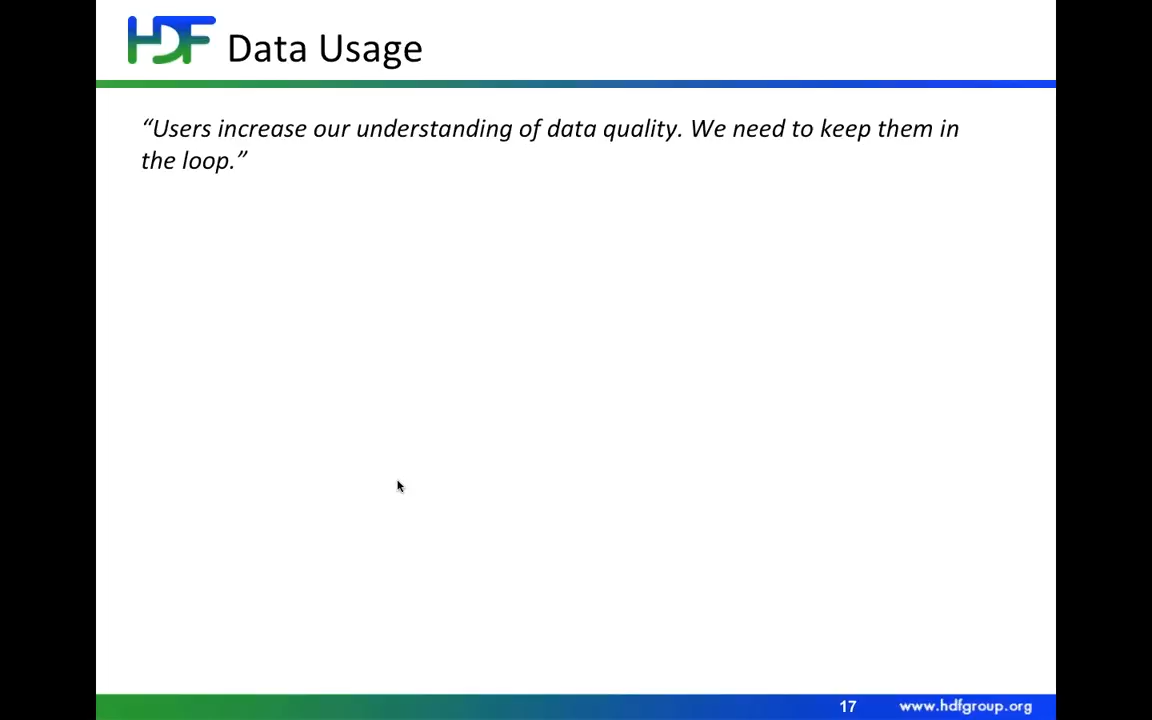 HDF Data Usage
“Users increase our understanding of data quality. We need to keep them in
the loop.”
17 www.hdfgroup.org